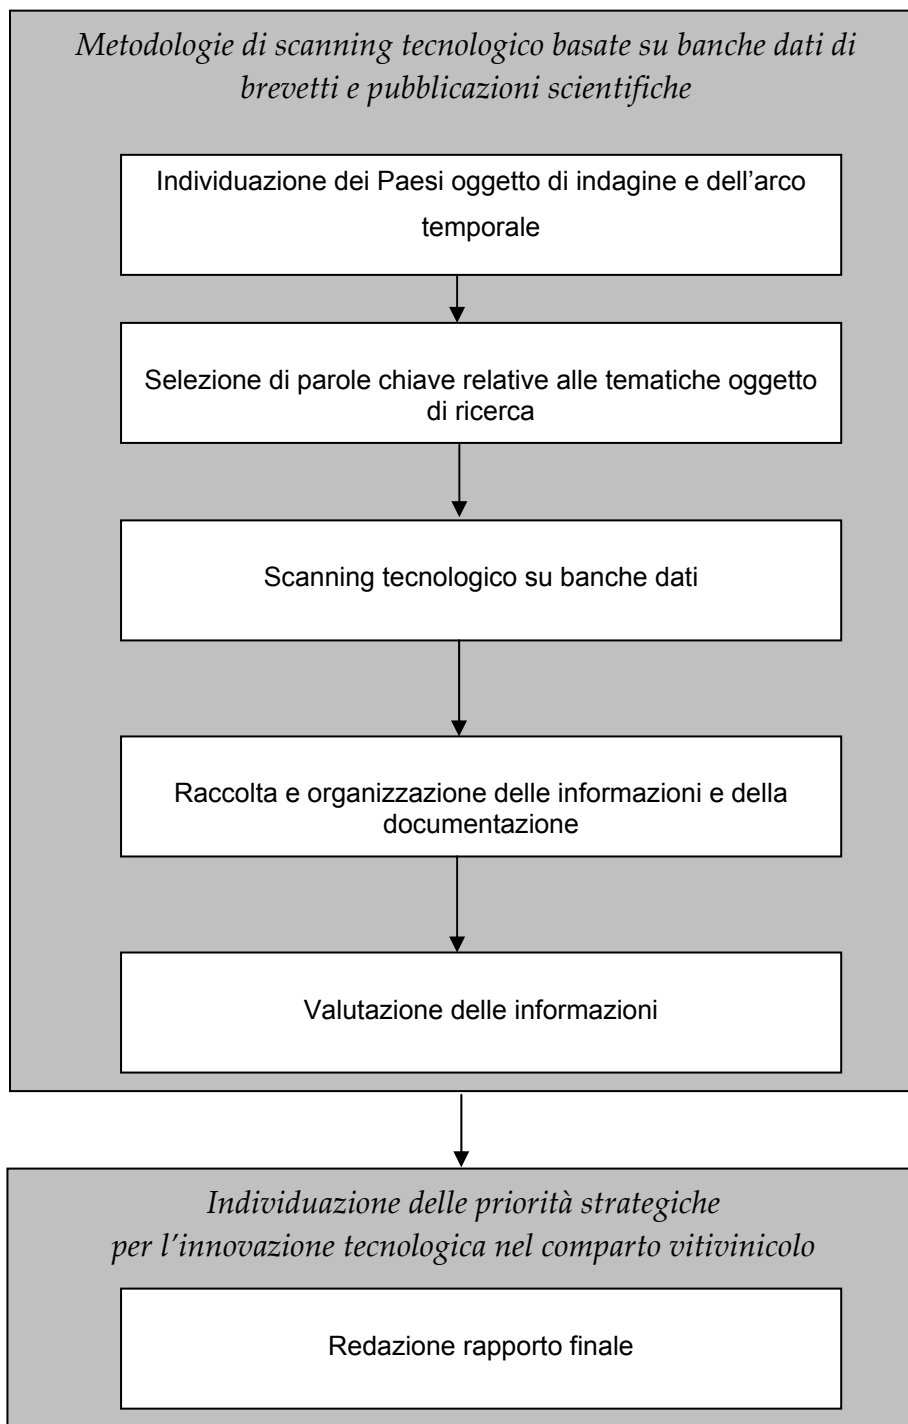 Metodologie di scanning tecnologico basate su banche dati di
brevetti e pubblicazioni scientifiche
Individuazione dei Paesi oggetto di indagine e dell'arco
temporale
Selezione di parole chiave relative alle tematiche oggetto
di ricerca
Scanning tecnologico su banche dati
Raccolta e organizzazione delle informazioni e della
documentazione
Valutazione delle informazioni
Individuazione delle priorità strategiche
per l'innovazione tecnologica nel comparto vitivinicolo
Redazione rapporto finale